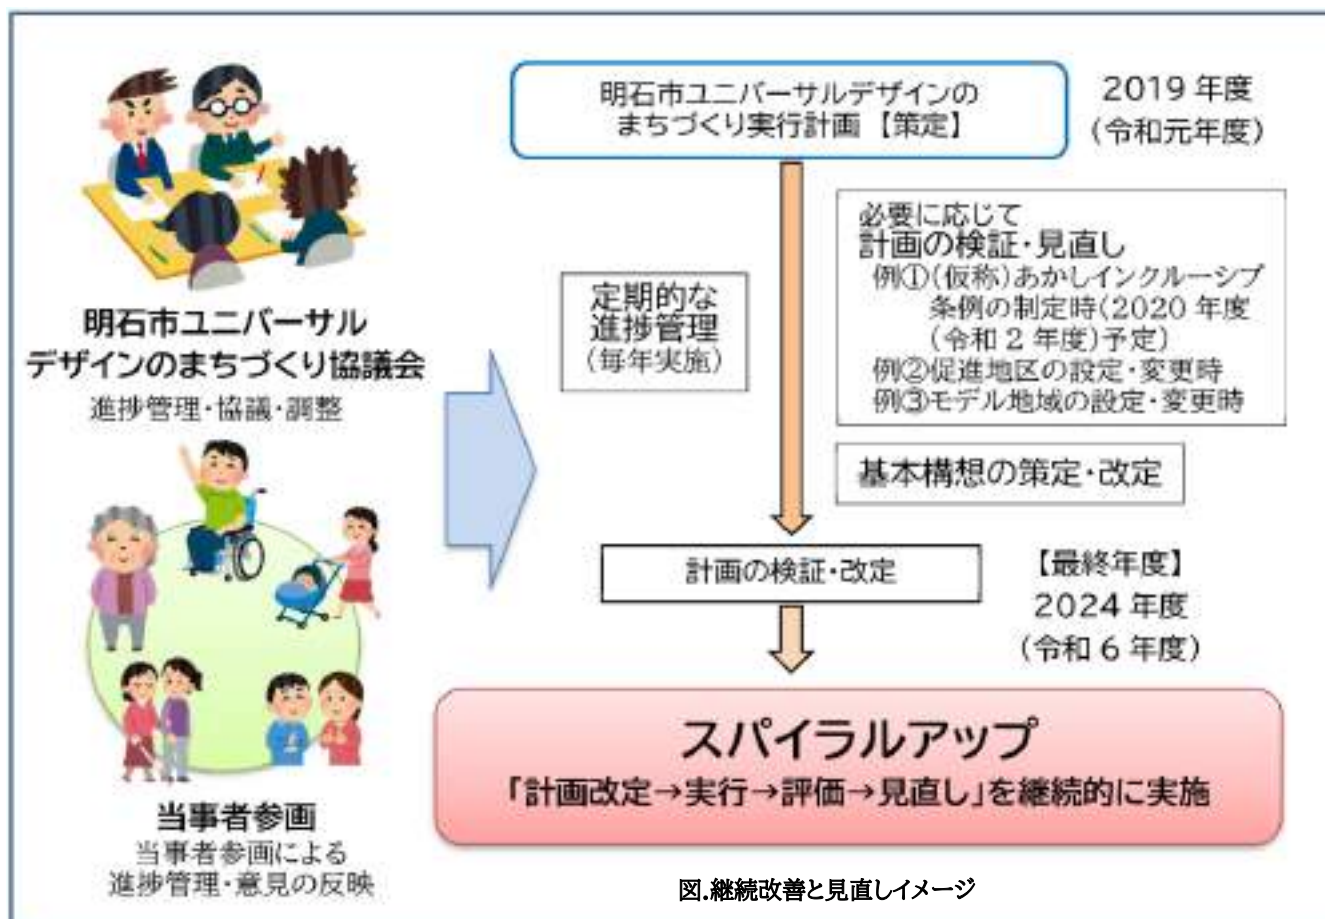 明石市ユニバーサル
デザインのまちづくり協議会
進捗管理・協議・調整
当事者参画
当事者参画による
進捗管理・意見の反映
明石市ユニバーサルデザインの
まちづくり実行計画 【策定】
2019 年度
(令和元年度)
定期的な
進捗管理
(毎年実施)
必要に応じて
計画の検証・見直し
例①(仮称)あかしインクルーシブ
条例の制定時(2020 年度
(令和 2 年度)予定)
例②促進地区の設定・変更時
例③モデル地域の設定・変更時
基本構想の策定・改定
計画の検証・改定
【最終年度】
2024 年度
(令和 6 年度)
スパイラルアップ
「計画改定→実行→評価→見直し」を継続的に実施
図.継続改善と見直しイメージ